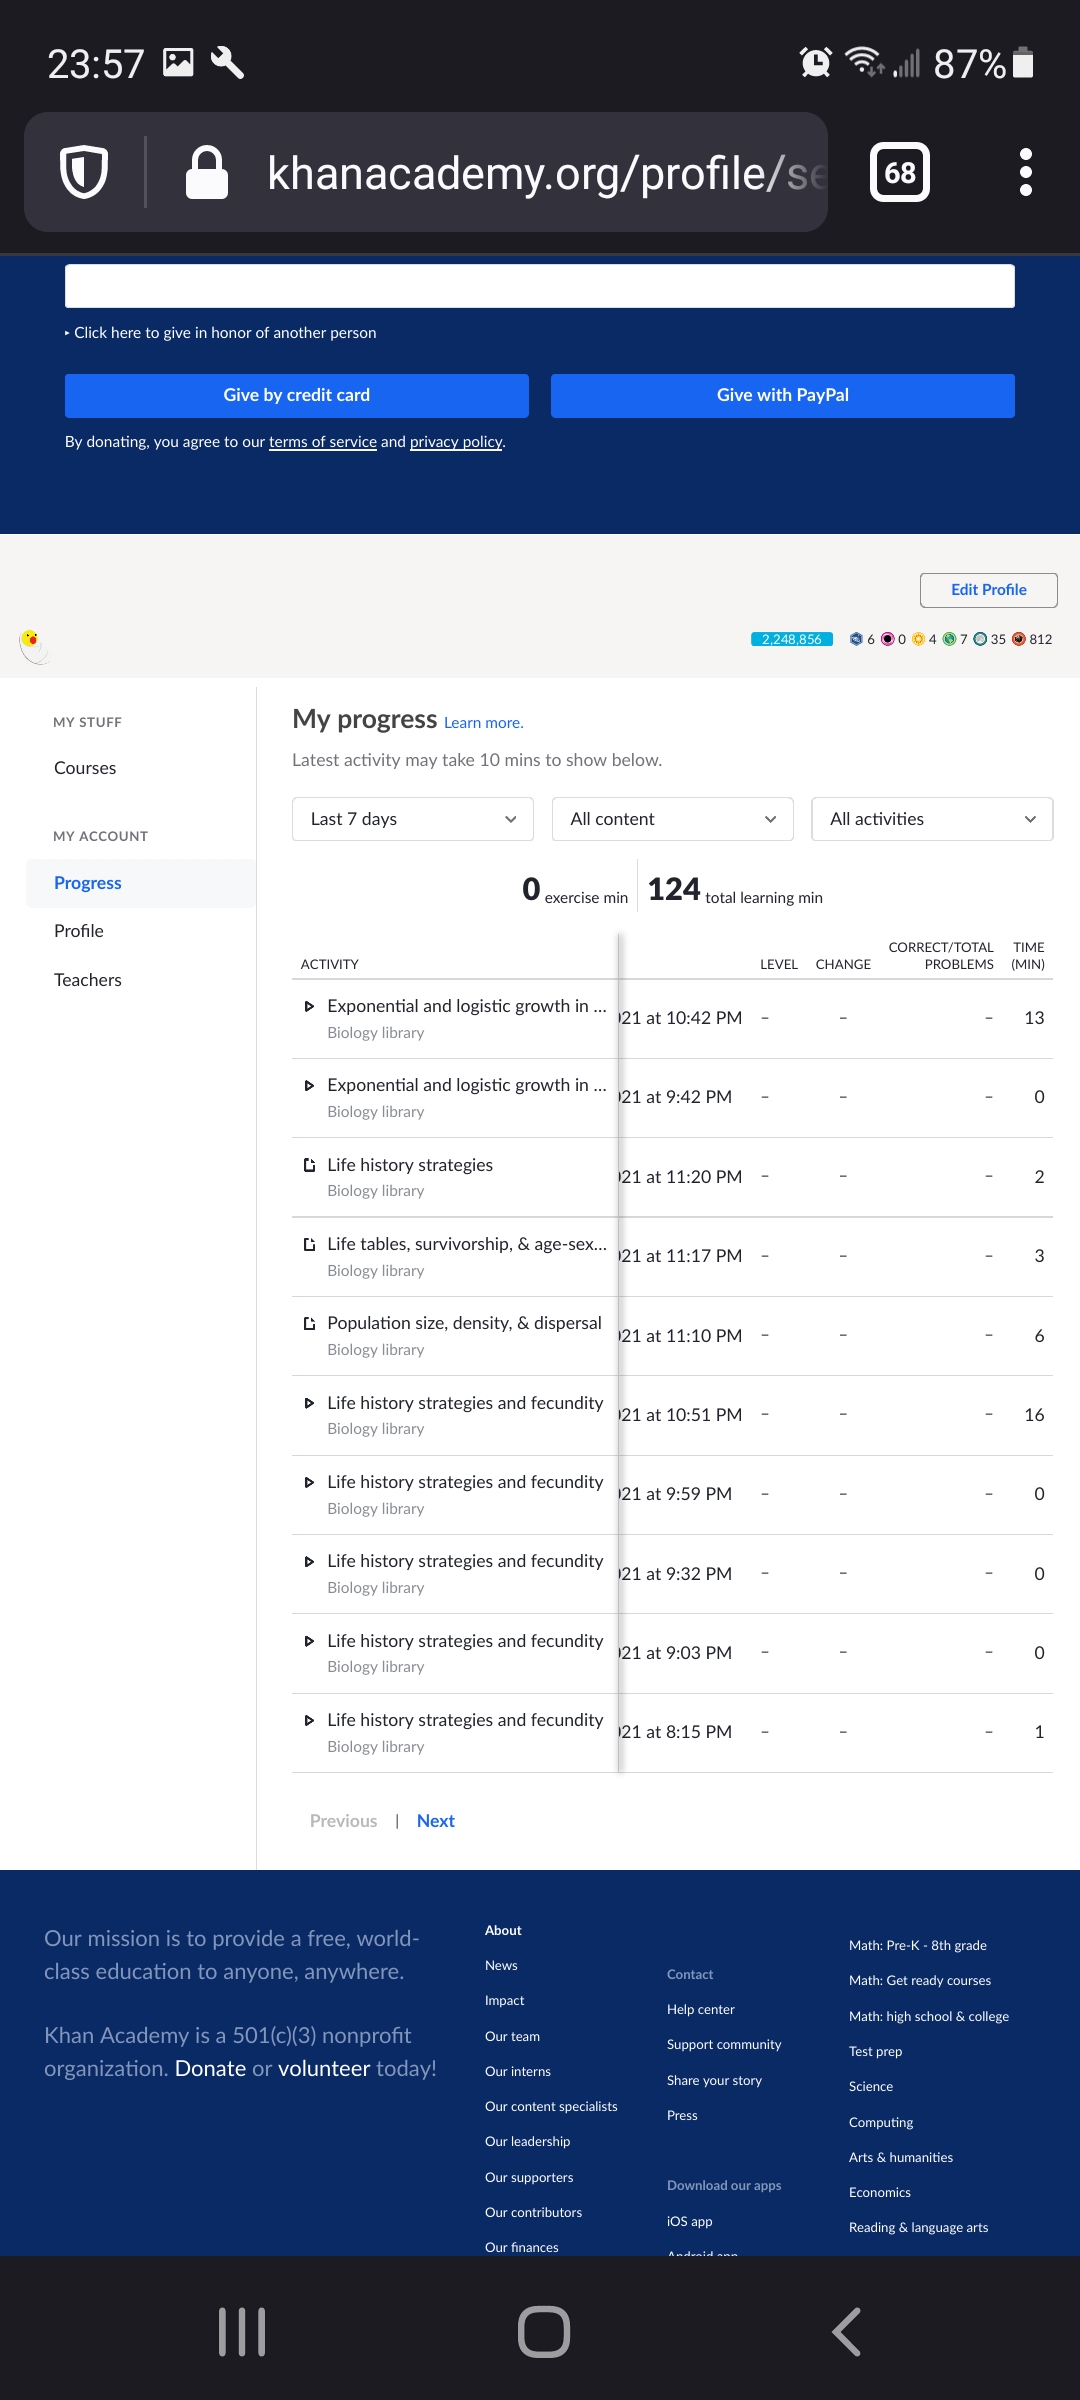 23:57
87%
khanacademy.org/profile/se
68
‣ Click here to give in honor of another person
Give by credit card
Give with PayPal
By donating, you agree to our terms of service and privacy policy.
Edit Profile
2,248,856 6 0 4 7 35 812
MY STUFF
Courses
MY ACCOUNT
Progress
Profile
Teachers
My progress Learn more.
Latest activity may take 10 mins to show below.
Last 7 days
All content
All activities
0 exercise min
124 total learning min
ACTIVITY LEVEL CHANGE CORRECT/TOTAL PROBLEMS TIME (MIN)
Exponential and logistic growth in ... 021 at 10:42 PM – – – 13
Biology library
Exponential and logistic growth in ... 021 at 9:42 PM – – – 0
Biology library
Life history strategies 021 at 11:20 PM – – – 2
Biology library
Life tables, survivorship, & age-sex... 021 at 11:17 PM – – – 3
Biology library
Population size, density, & dispersal 021 at 11:10 PM – – – 6
Biology library
Life history strategies and fecundity 021 at 10:51 PM – – – 16
Biology library
Life history strategies and fecundity 021 at 9:59 PM – – – 0
Biology library
Life history strategies and fecundity 021 at 9:32 PM – – – 0
Biology library
Life history strategies and fecundity 021 at 9:03 PM – – – 0
Biology library
Life history strategies and fecundity 021 at 8:15 PM – – – 1
Biology library
Previous | Next
Our mission is to provide a free, world-
class education to anyone, anywhere.
Khan Academy is a 501(c)(3) nonprofit
organization. Donate or volunteer today!
About
News
Impact
Our team
Our interns
Our content specialists
Our leadership
Our supporters
Our contributors
Our finances
Contact
Help center
Support community
Share your story
Press
Download our apps
iOS app
Android app
Math: Pre-K - 8th grade
Math: Get ready courses
Math: high school & college
Test prep
Science
Computing
Arts & humanities
Economics
Reading & language arts